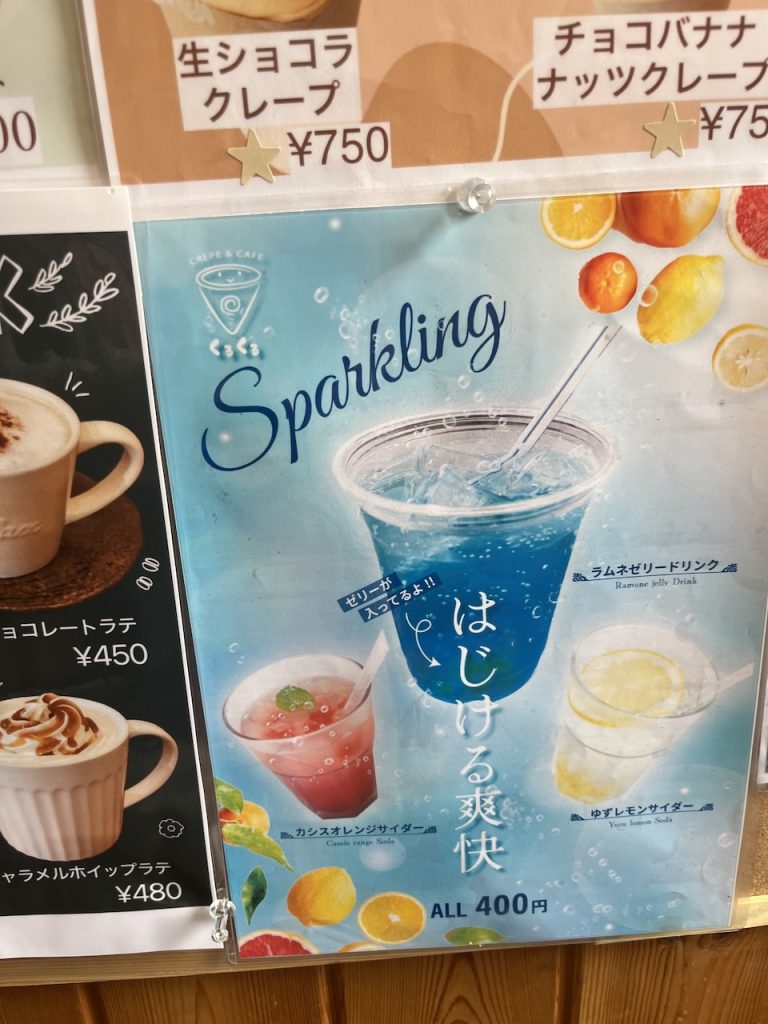 生ショコラ
クレープ
¥750
チョコバナナ
ナッツクレープ
¥75
00
CREPE & CAFE
くるくる
Sparkling
ラムネゼリードリンク
Ramune jelly Drink
ゼリーが
入ってるよ!!
はじける爽快
カシスオレンジサイダー
Cassis range Soda
ゆずレモンサイダー
Yuzu lemon Soda
ALL 400円
ョコレートラテ
¥450
ャラメルホイップラテ
¥480